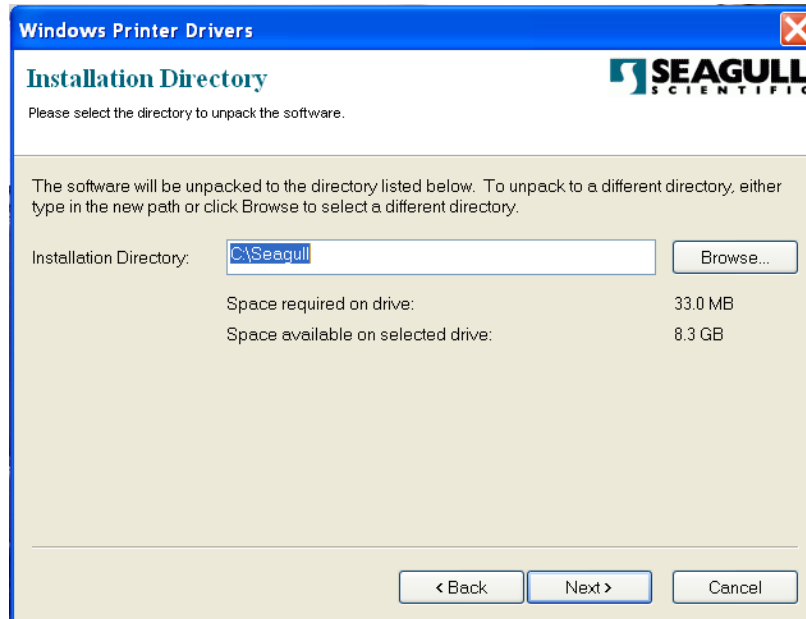 Windows Printer Drivers
Installation Directory
SEAGULL
SCIENTIFIC
Please select the directory to unpack the software.
The software will be unpacked to the directory listed below. To unpack to a different directory, either
type in the new path or click Browse to select a different directory.
Installation Directory: C:\Seagull Browse...
Space required on drive: 33.0 MB
Space available on selected drive: 8.3 GB
< Back Next > Cancel